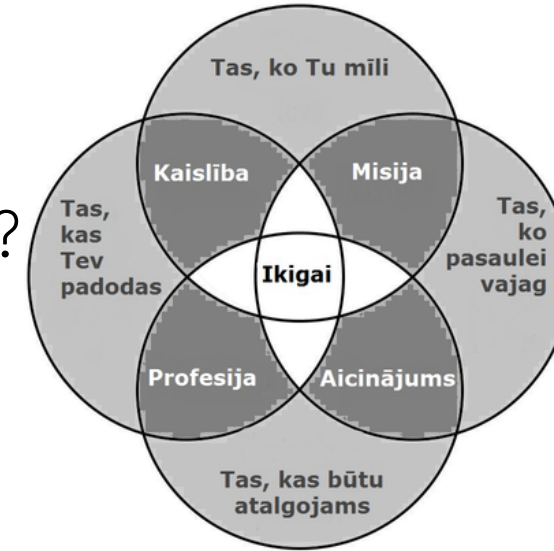 Tas, ko Tu mīli
Kaislība
Misija
Tas,
kas
Tev
padodas
?
Tas,
ko
pasaulei
vajag
Ikigai
Profesija
Aicinājums
Tas, kas būtu
atalgojams